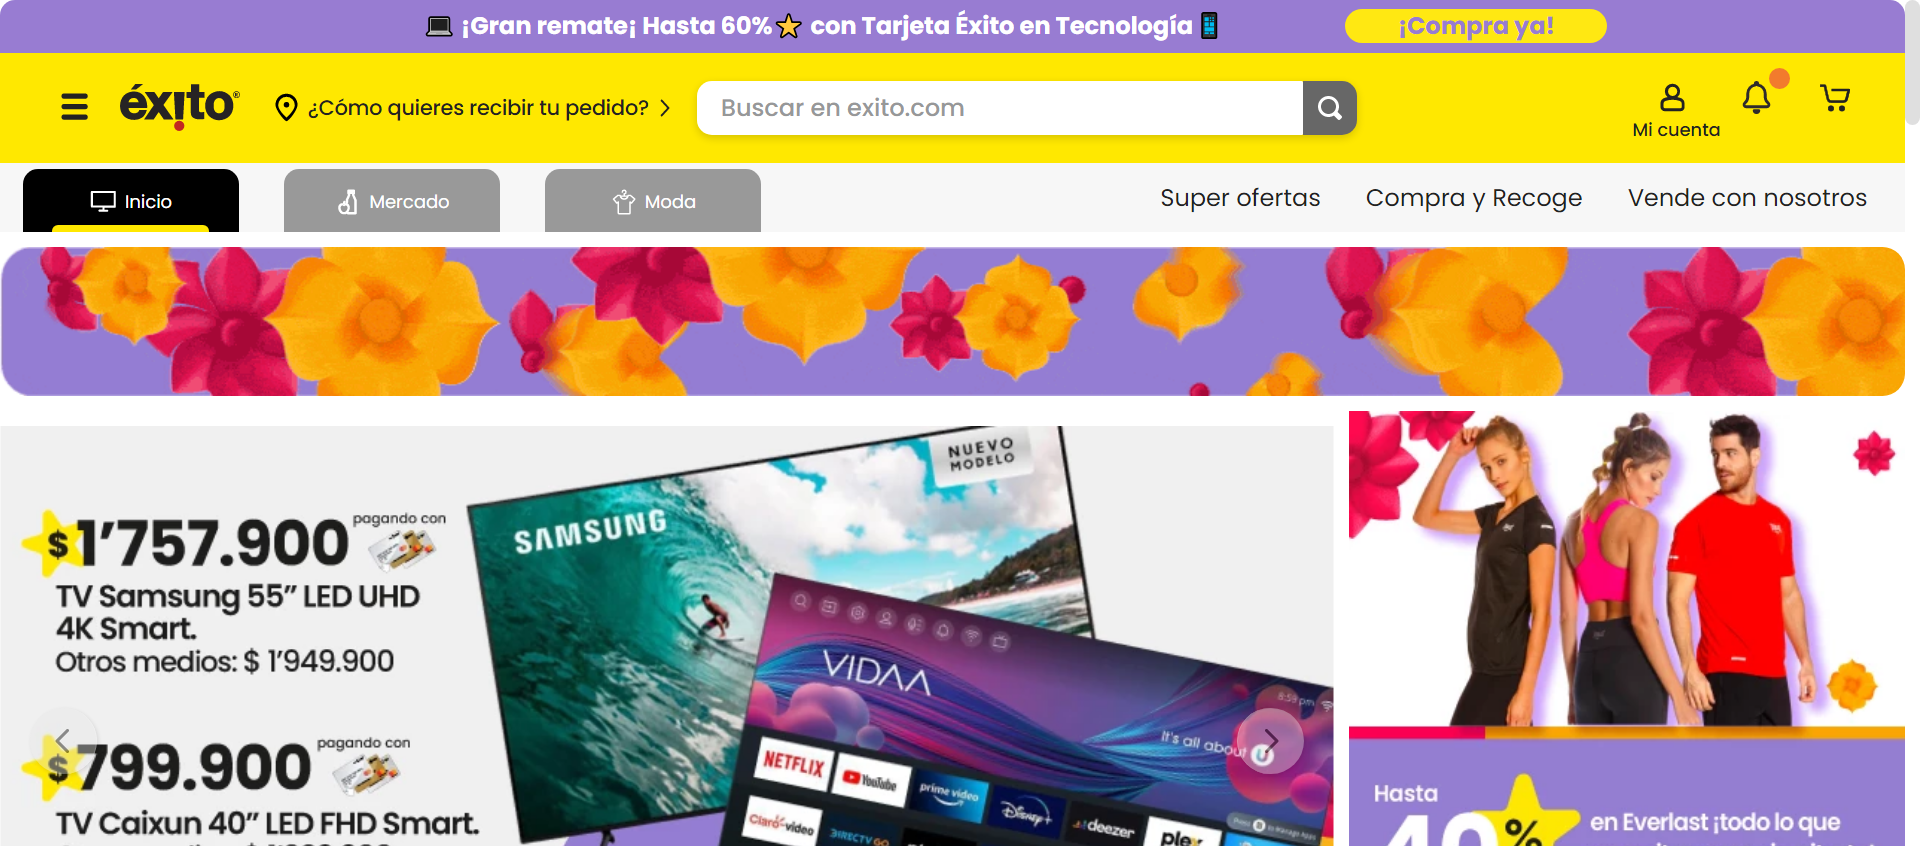 ¡Gran remate¡ Hasta 60% con Tarjeta Éxito en Tecnología
¡Compra ya!
éxito
¿Cómo quieres recibir tu pedido?
Buscar en exito.com
Mi cuenta
Inicio
Mercado
Moda
Super ofertas
Compra y Recoge
Vende con nosotros
NUEVO
MODELO
SAMSUNG
$1'757.900
pagando con
TV Samsung 55” LED UHD
4K Smart.
Otros medios: $ 1'949.900
$799.900
pagando con
TV Caixun 40” LED FHD Smart.
VIDAA
8:59 pm
It's all about U
NETFLIX
YouTube
prime video
Disney+
deezer
plex
Claro-video
DIRECTV GO
Hasta
40%
en Everlast ¡todo lo que